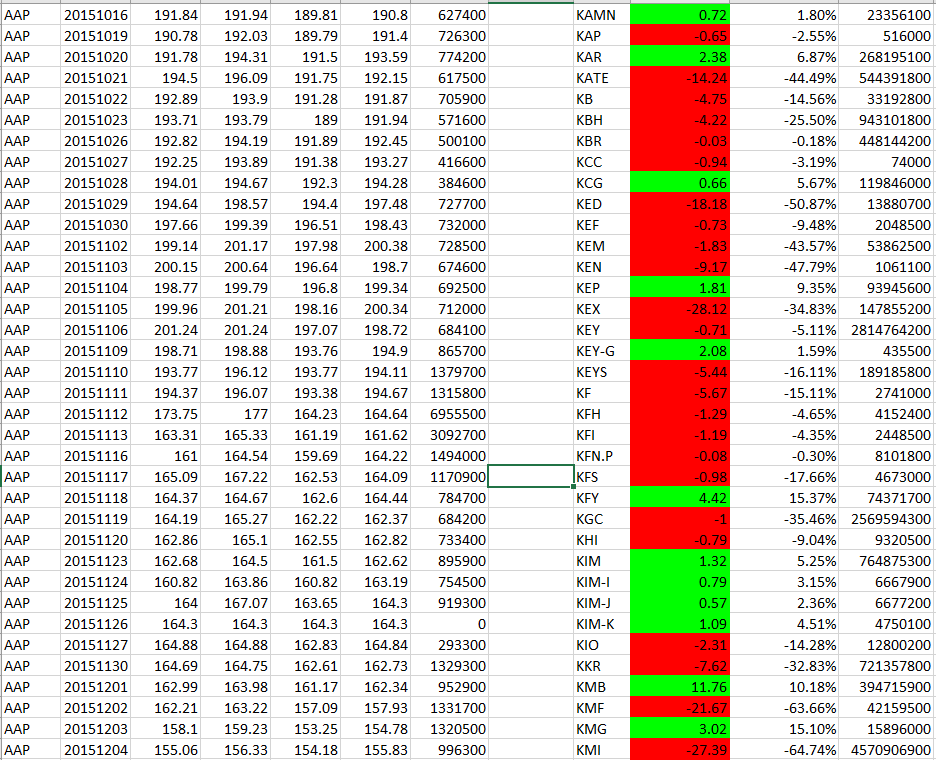 AAP 20151016 191.84 191.94 189.81 190.8 627400 KAMN 0.72 1.80% 23356100
AAP 20151019 190.78 192.03 189.79 191.4 726300 KAP -0.65 -2.55% 516000
AAP 20151020 191.78 194.31 191.5 193.59 774200 KAR 2.38 6.87% 268195100
AAP 20151021 194.5 196.09 191.75 192.15 617500 KATE -14.24 -44.49% 544391800
AAP 20151022 192.89 193.9 191.28 191.87 705900 KB -4.75 -14.56% 33192800
AAP 20151023 193.71 193.79 189 191.94 571600 KBH -4.22 -25.50% 943101800
AAP 20151026 192.82 194.19 191.89 192.45 500100 KBR -0.03 -0.18% 448144200
AAP 20151027 192.25 193.89 191.38 193.27 416600 KCC -0.94 -3.19% 74000
AAP 20151028 194.01 194.67 192.3 194.28 384600 KCG 0.66 5.67% 119846000
AAP 20151029 194.64 198.57 194.4 197.48 727700 KED -18.18 -50.87% 13880700
AAP 20151030 197.66 199.39 196.51 198.43 732000 KEF -0.73 -9.48% 2048500
AAP 20151102 199.14 201.17 197.98 200.38 728500 KEM -1.83 -43.57% 53862500
AAP 20151103 200.15 200.64 196.64 198.7 674600 KEN -9.17 -47.79% 1061100
AAP 20151104 198.77 199.79 196.8 199.34 692500 KEP 1.81 9.35% 93945600
AAP 20151105 199.96 201.21 198.16 200.34 712000 KEX -28.12 -34.83% 147855200
AAP 20151106 201.24 201.24 197.07 198.72 684100 KEY -0.71 -5.11% 2814764200
AAP 20151109 198.71 198.88 193.76 194.9 865700 KEY-G 2.08 1.59% 435500
AAP 20151110 193.77 196.12 193.77 194.11 1379700 KEYS -5.44 -16.11% 189185800
AAP 20151111 194.37 196.07 193.38 194.67 1315800 KF -5.67 -15.11% 2741000
AAP 20151112 173.75 177 164.23 164.64 6955500 KFH -1.29 -4.65% 4152400
AAP 20151113 163.31 165.33 161.19 161.62 3092700 KFI -1.19 -4.35% 2448500
AAP 20151116 161 164.54 159.69 164.22 1494000 KFN.P -0.08 -0.30% 8101800
AAP 20151117 165.09 167.22 162.53 164.09 1170900 KFS -0.98 -17.66% 4673000
AAP 20151118 164.37 164.67 162.6 164.44 784700 KFY 4.42 15.37% 74371700
AAP 20151119 164.19 165.27 162.22 162.37 684200 KGC -1 -35.46% 2569594300
AAP 20151120 162.86 165.1 162.55 162.82 733400 KHI -0.79 -9.04% 9320500
AAP 20151123 162.68 164.5 161.5 162.62 895900 KIM 1.32 5.25% 764875300
AAP 20151124 160.82 163.86 160.82 163.19 754500 KIM-I 0.79 3.15% 6667900
AAP 20151125 164 167.07 163.65 164.3 919300 KIM-J 0.57 2.36% 6677200
AAP 20151126 164.3 164.3 164.3 164.3 0 KIM-K 1.09 4.51% 4750100
AAP 20151127 164.88 164.88 162.83 164.84 293300 KIO -2.31 -14.28% 12800200
AAP 20151130 164.69 164.75 162.61 162.73 1329300 KKR -7.62 -32.83% 721357800
AAP 20151201 162.99 163.98 161.17 162.34 952900 KMB 11.76 10.18% 394715900
AAP 20151202 162.21 163.22 157.09 157.93 1331700 KMF -21.67 -63.66% 42159500
AAP 20151203 158.1 159.23 153.25 154.78 1320500 KMG 3.02 15.10% 15896000
AAP 20151204 155.06 156.33 154.18 155.83 996300 KMI -27.39 -64.74% 4570906900